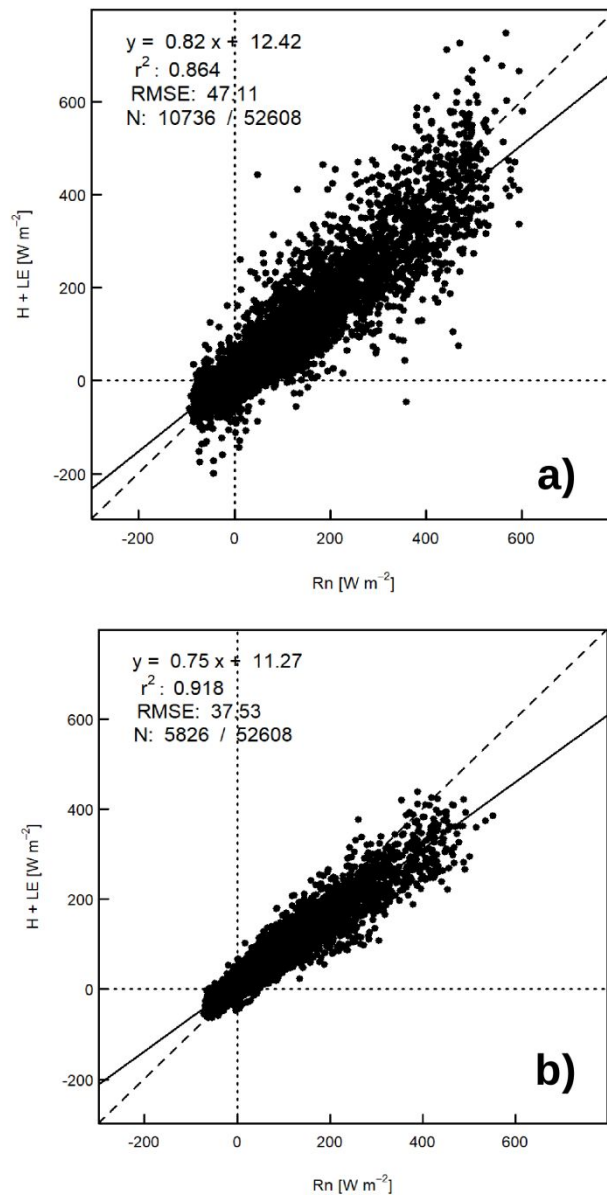 y = 0.82 x + 12.42
r²: 0.864
RMSE: 47.11
N: 10736 / 52608
600
400
200
0
-200
H + LE [W m⁻²]
a)
-200 0 200 400 600
Rn [W m⁻²]
y = 0.75 x + 11.27
r²: 0.918
RMSE: 37.53
N: 5826 / 52608
600
400
200
0
-200
H + LE [W m⁻²]
b)
-200 0 200 400 600
Rn [W m⁻²]